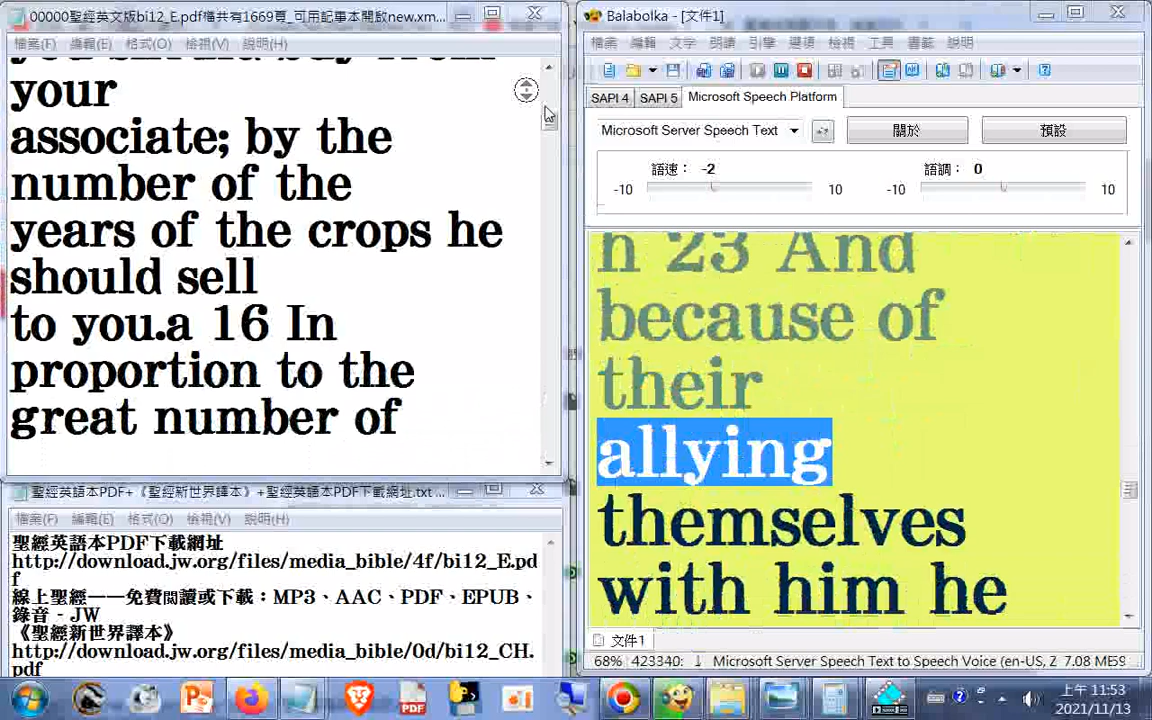 00000聖經英文版bi12_E.pdf檔共有1669頁_可用記事本開啟new.xm...
檔案(F) 編輯(E) 格式(O) 檢視(V) 說明(H)
you should buy from
your
associate; by the
number of the
years of the crops he
should sell
to you.a 16 In
proportion to the
great number of
聖經英語本PDF+《聖經新世界譯本》+聖經英語本PDF下載網址.txt ...
檔案(F) 編輯(E) 格式(O) 檢視(V) 說明(H)
聖經英語本PDF下載網址
http://download.jw.org/files/media_bible/4f/bi12_E.pd
f
線上聖經——免費閱讀或下載：MP3、AAC、PDF、EPUB、
錄音 - JW
《聖經新世界譯本》
http://download.jw.org/files/media_bible/0d/bi12_CH.
pdf
Balabolka - [文件1]
檔案 編輯 文字 朗讀 引擎 選項 檢視 工具 書籤 說明
SAPI 4 SAPI 5 Microsoft Speech Platform
Microsoft Server Speech Text 關於 預設
語速： -2 語調： 0
-10 10 -10 10
h 23 And
because of
their
allying
themselves
with him he
文件1
68% 423340: Microsoft Server Speech Text to Speech Voice (en-US, Z 7.08 ME59
PDF
上午 11:53
2021/11/13